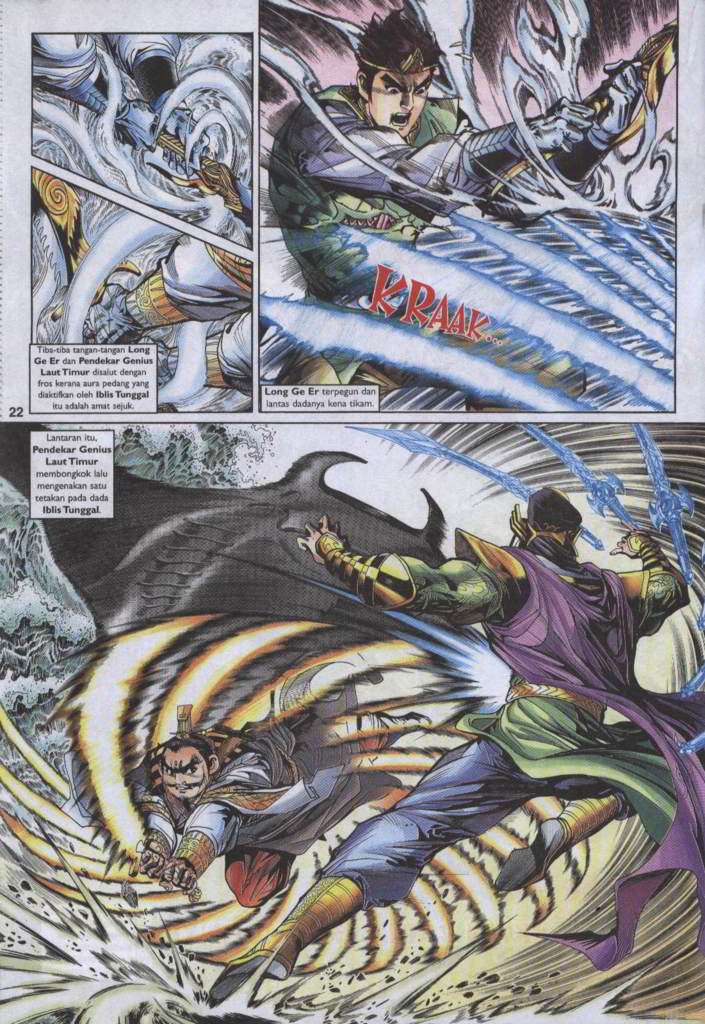 Tiba-tiba tangan-tangan Long
Ge Er dan Pendekar Genius
Laut Timur disalut dengan
fros kerana aura pedang yang
diaktifkan oleh Iblis Tunggal
itu adalah amat sejuk.
KRAAK...
Long Ge Er terpegun dan
lantas dadanya kena tikam.
22
Lantaran itu,
Pendekar Genius
Laut Timur
membongkok lalu
mengenakan satu
tetakan pada dada
Iblis Tunggal.